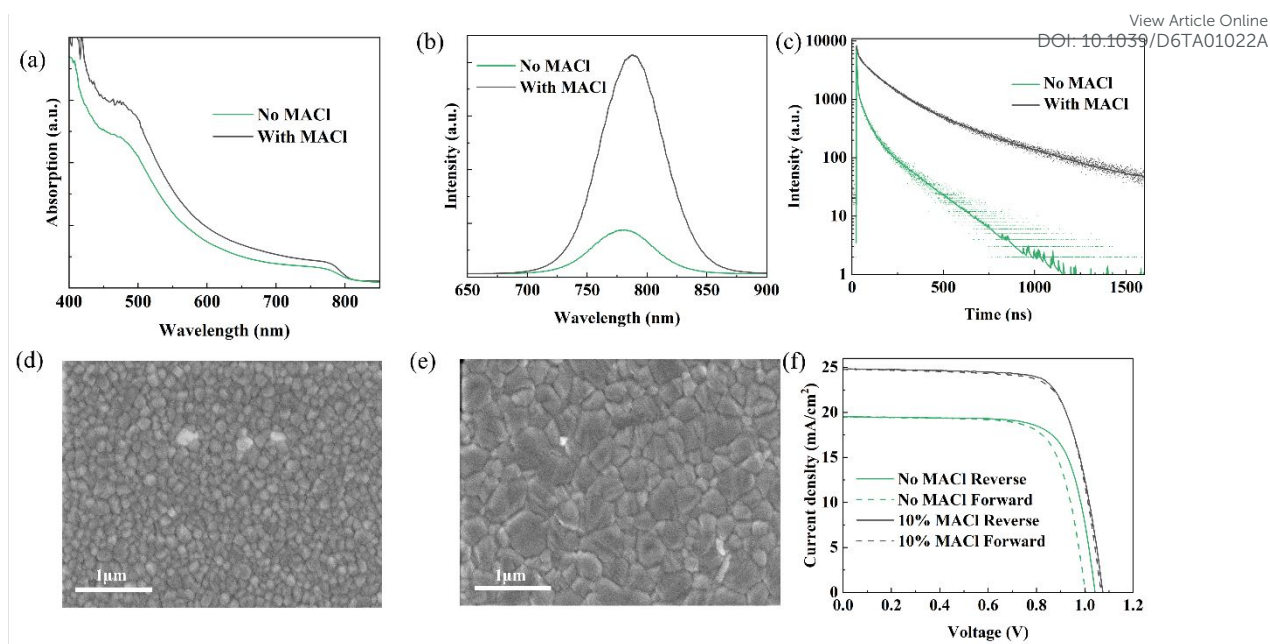 View Article Online
DOI: 10.1039/D6TA01022A
(a)
Absorption (a.u.)
No MACl
With MACl
400 500 600 700 800
Wavelength (nm)
(b)
Intensity (a.u.)
No MACl
With MACl
650 700 750 800 850 900
Wavelength (nm)
(c)
Intensity (a.u.)
10000
1000
100
10
1
No MACl
With MACl
0 500 1000 1500
Time (ns)
(d)
1μm
(e)
1μm
(f)
Current density (mA/cm²)
25
20
15
10
5
0
No MACl Reverse
No MACl Forward
10% MACl Reverse
10% MACl Forward
0.0 0.2 0.4 0.6 0.8 1.0 1.2
Voltage (V)